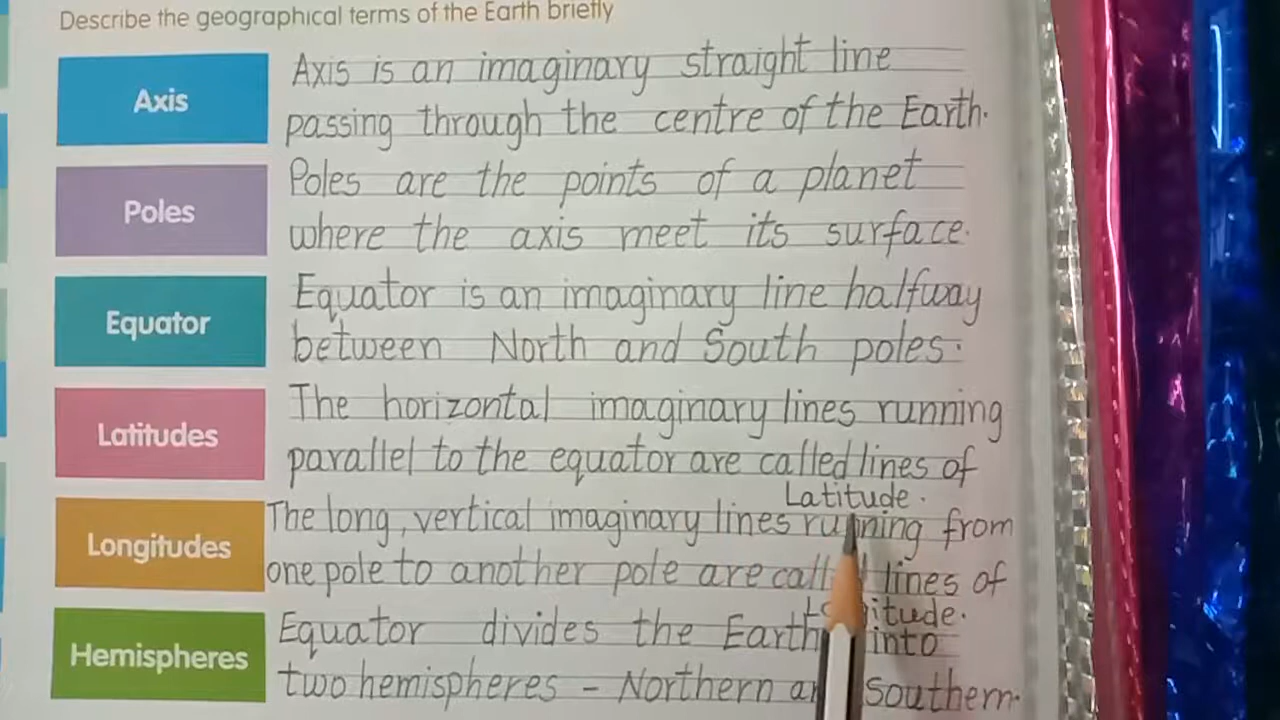 Describe the geographical terms of the Earth briefly
Axis
Axis is an imaginary straight line
passing through the centre of the Earth.
Poles
Poles are the points of a planet
where the axis meet its surface.
Equator
Equator is an imaginary line halfway
between North and South poles.
Latitudes
The horizontal imaginary lines running
parallel to the equator are called lines of
Latitude.
Longitudes
The long, vertical imaginary lines running from
one pole to another pole are lines of
Hemispheres
Equator divides the Earth into
two hemispheres - Northern southern.